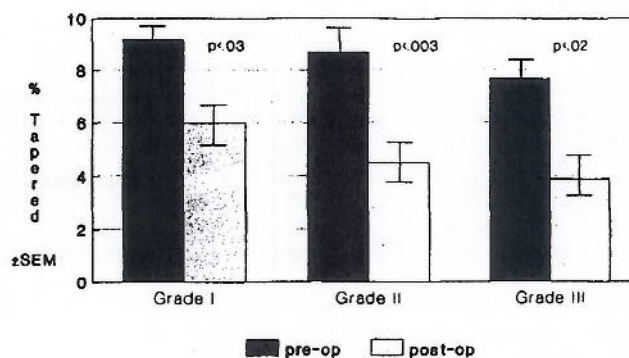 10
p<.03
p<.003
p<.02
8
%
Tapered
6
4
2
±SEM
0
Grade I
Grade II
Grade III
pre-op
post-op